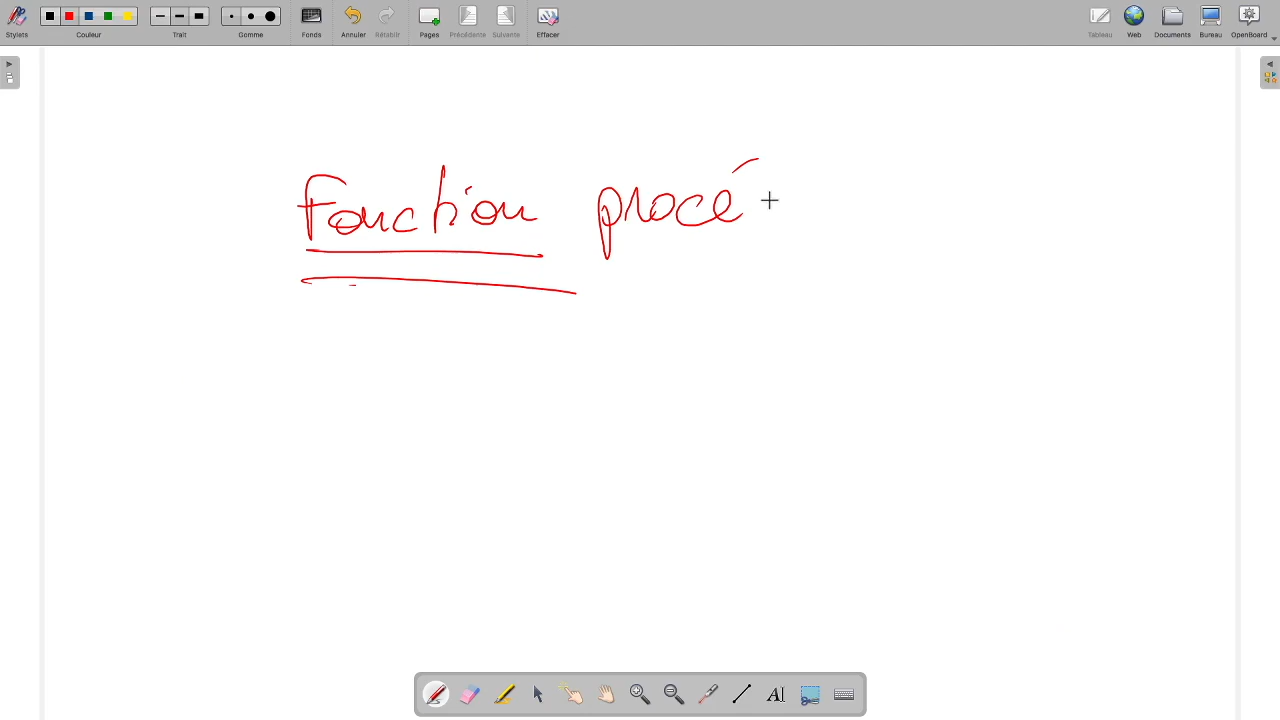 Stylets Couleur Trait Gomme Fonds Annuler Rétablir Pages Précédente Suivante Effacer Tableau Web Documents Bureau OpenBoard
Fonction procé